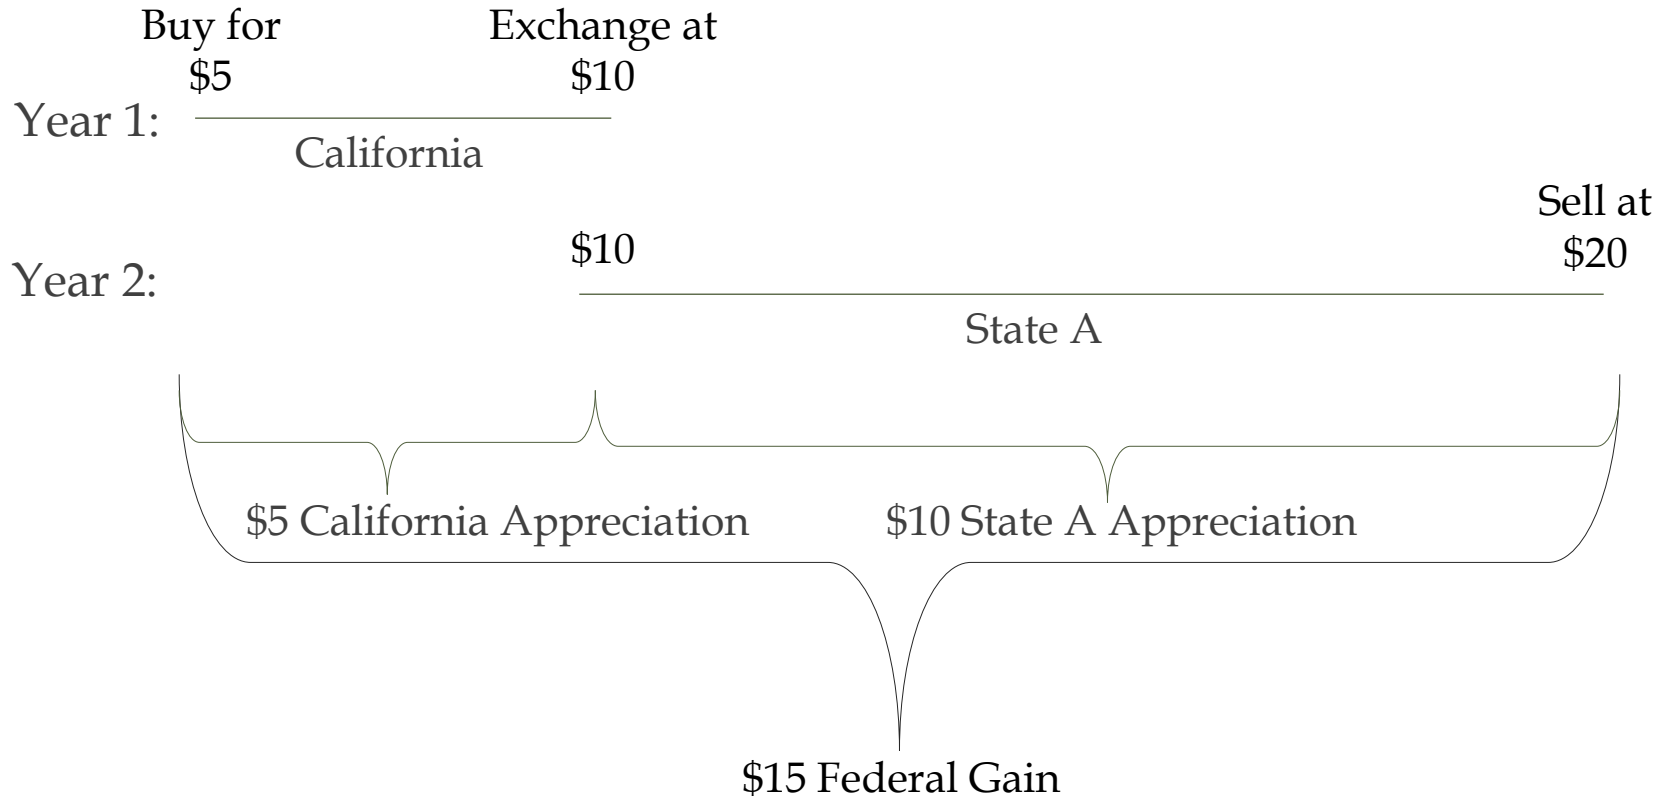 Buy for
$5
Exchange at
$10
Year 1:
California
Sell at
$20
$10
Year 2:
State A
$5 California Appreciation
$10 State A Appreciation
$15 Federal Gain